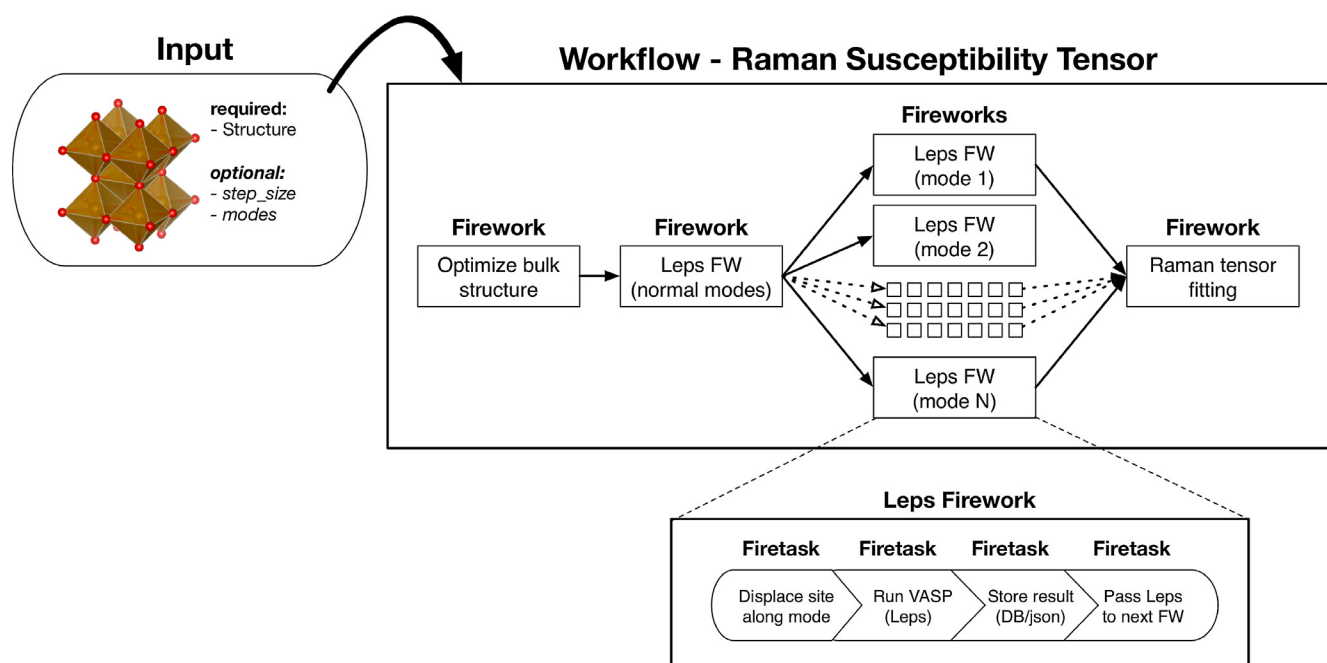 Input
required:
- Structure
optional:
- step_size
- modes
Workflow - Raman Susceptibility Tensor
Firework
Optimize bulk
structure
Firework
Leps FW
(normal modes)
Fireworks
Leps FW
(mode 1)
Leps FW
(mode 2)
Leps FW
(mode N)
Firework
Raman tensor
fitting
Leps Firework
Firetask
Displace site
along mode
Firetask
Run VASP
(Leps)
Firetask
Store result
(DB/json)
Firetask
Pass Leps
to next FW